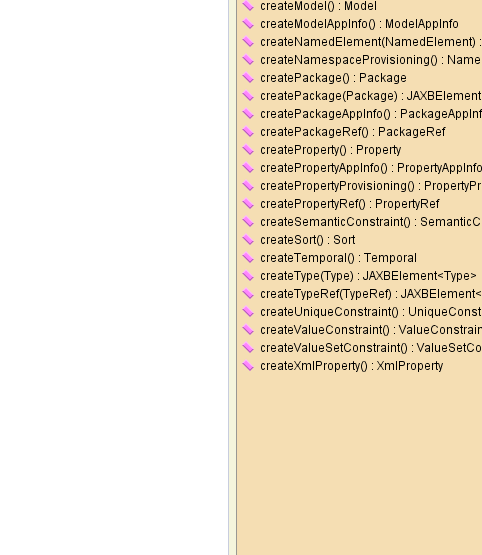 createModel() : Model
createModelAppInfo() : ModelAppInfo
createNamedElement(NamedElement) :
createNamespaceProvisioning() : Name
createPackage() : Package
createPackage(Package) : JAXBElement
createPackageAppInfo() : PackageAppInf
createPackageRef() : PackageRef
createProperty() : Property
createPropertyAppInfo() : PropertyAppInfo
createPropertyProvisioning() : PropertyPr
createPropertyRef() : PropertyRef
createSemanticConstraint() : SemanticC
createSort() : Sort
createTemporal() : Temporal
createType(Type) : JAXBElement<Type>
createTypeRef(TypeRef) : JAXBElement<
createUniqueConstraint() : UniqueConst
createValueConstraint() : ValueConstrain
createValueSetConstraint() : ValueSetCo
createXmlProperty() : XmlProperty